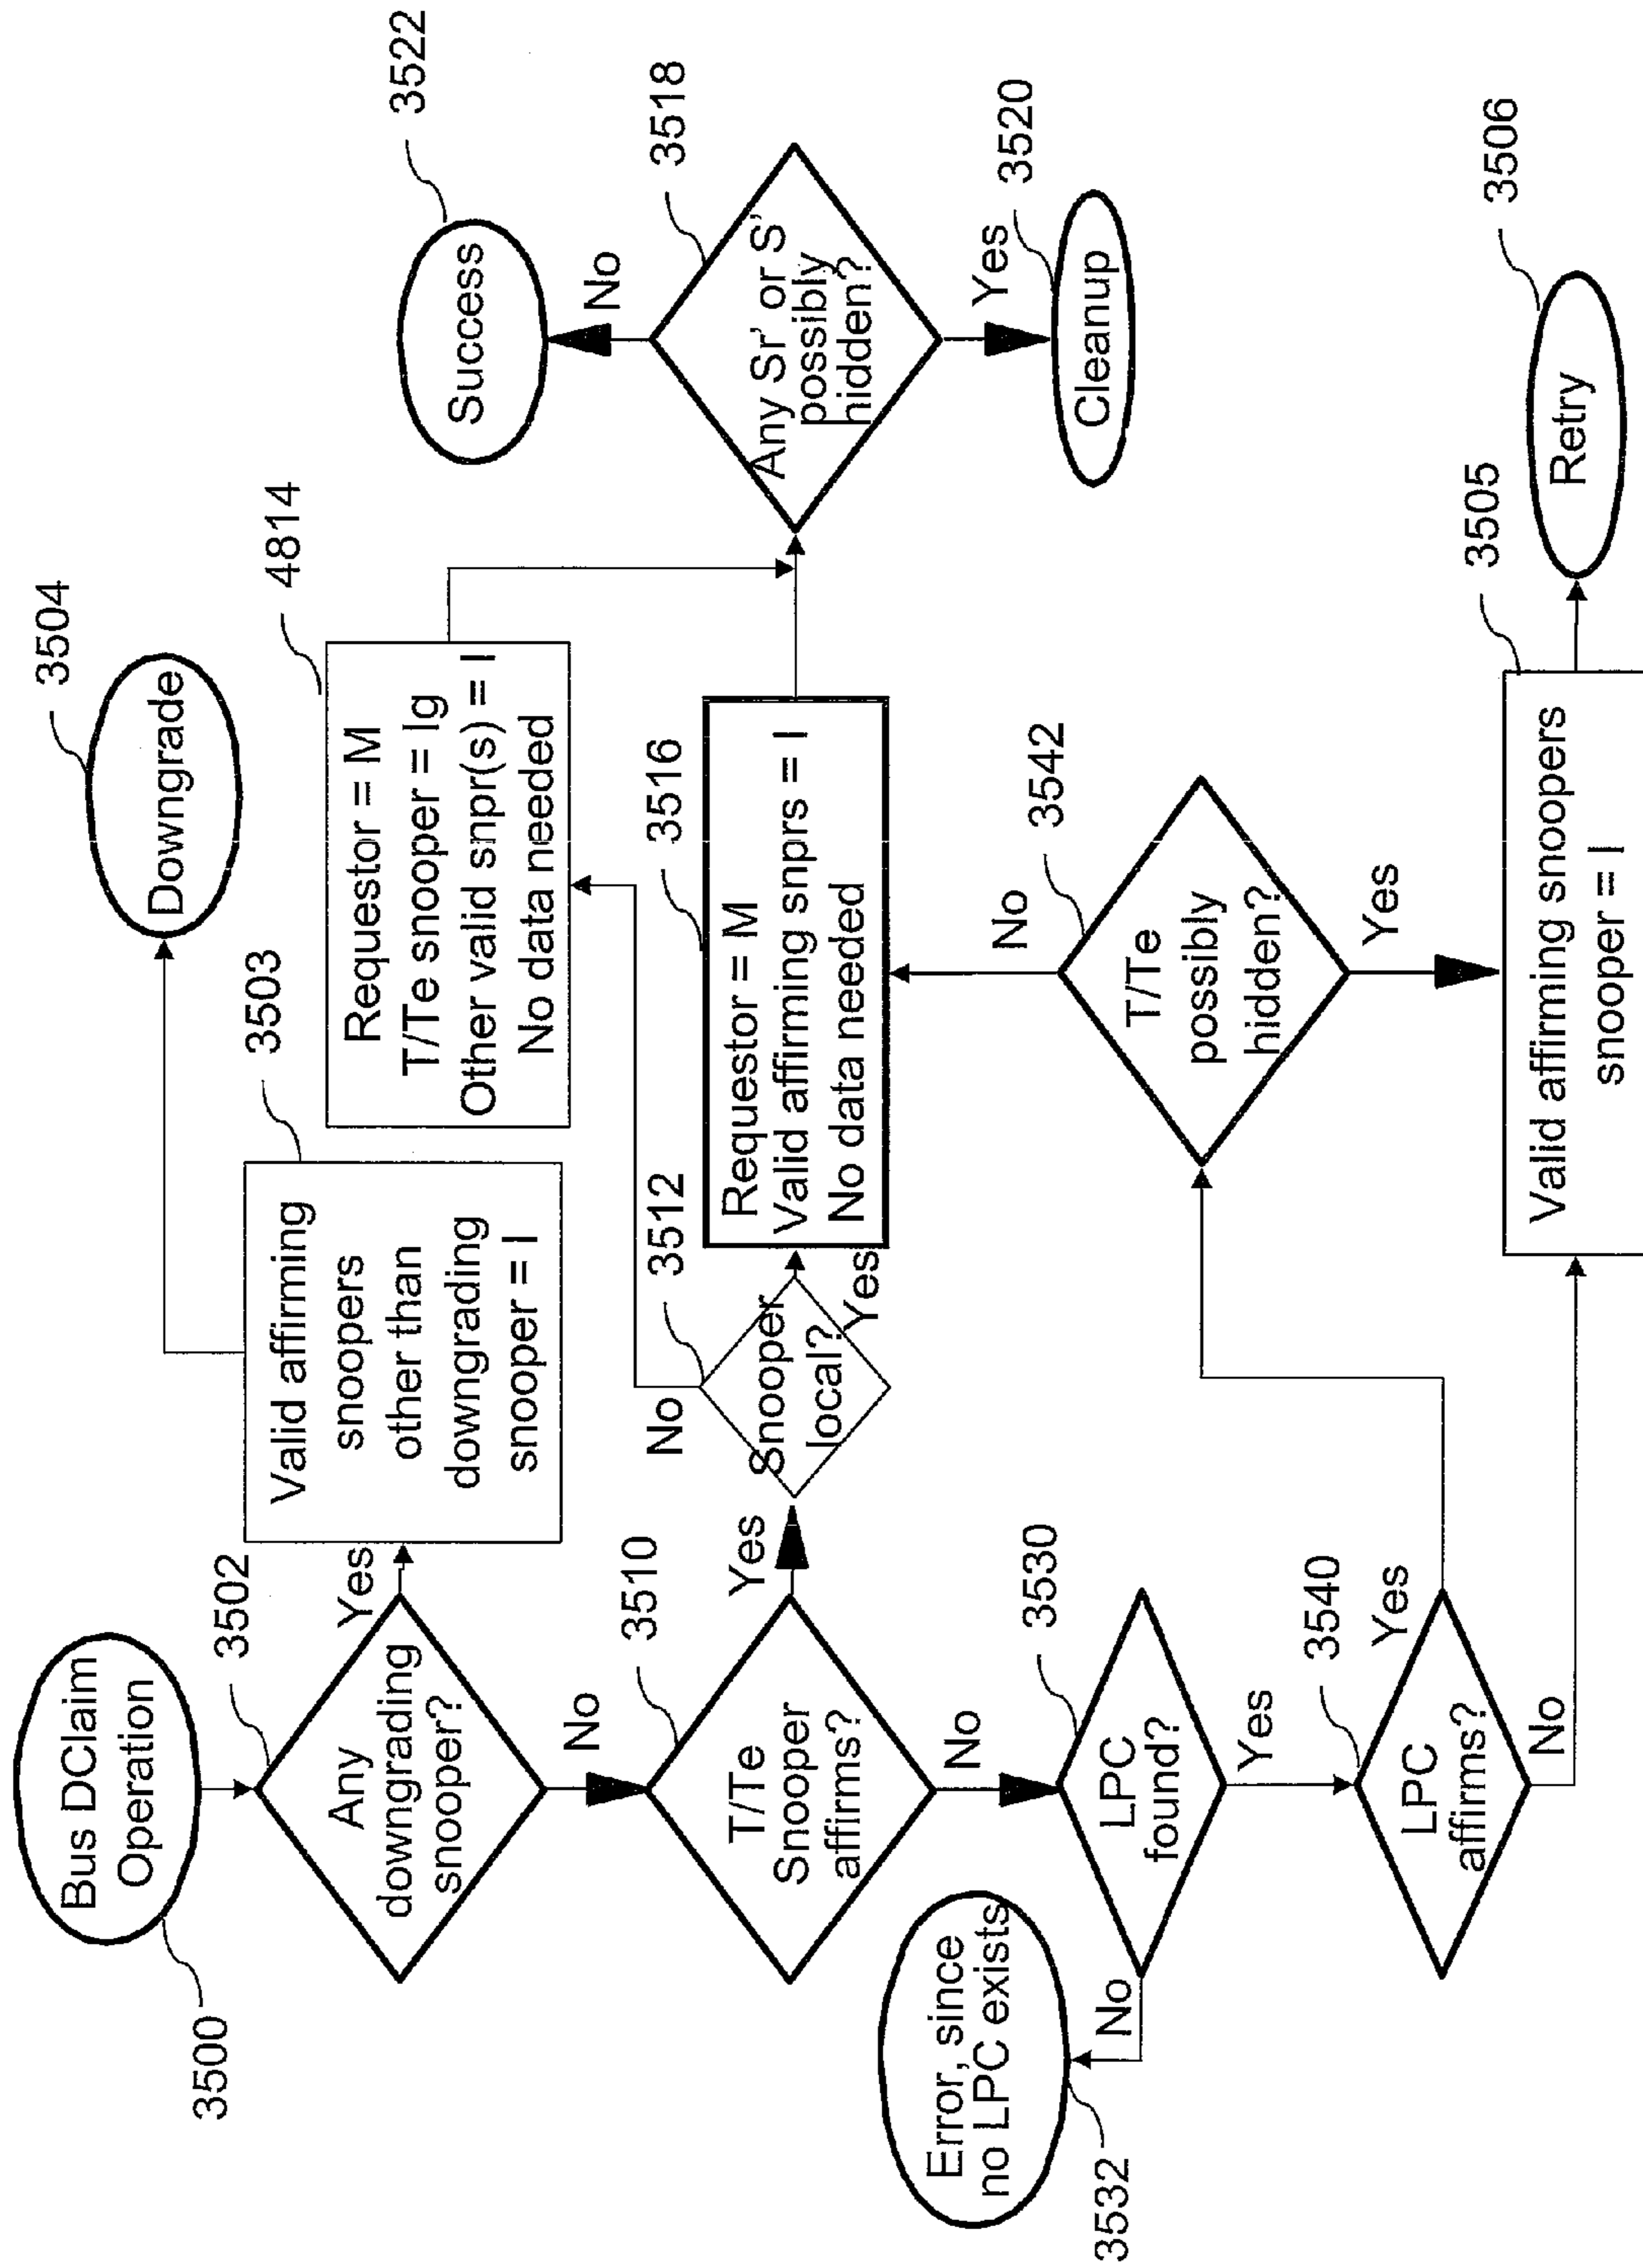 Bus DClaim
Operation
3500
3502
Any
downgrading
snooper?
Yes
No
3503
Valid affirming
snoopers
other than
downgrading
snooper = I
3504
Downgrade
3510
T/Te
Snooper
affirms?
Yes
No
3512
Snooper
local?
No
Yes
4814
Requestor = M
T/Te snooper = Ig
Other valid snpr(s) = I
No data needed
3516
Requestor = M
Valid affirming snprs = I
No data needed
3518
Any Sr' or S'
possibly
hidden?
No
Yes
3522
Success
3520
Cleanup
3530
LPC
found?
No
Yes
Error, since
no LPC exists
3532
3540
LPC
affirms?
Yes
No
3542
T/Te
possibly
hidden?
No
Yes
3505
Valid affirming snoopers
snooper = I
3506
Retry